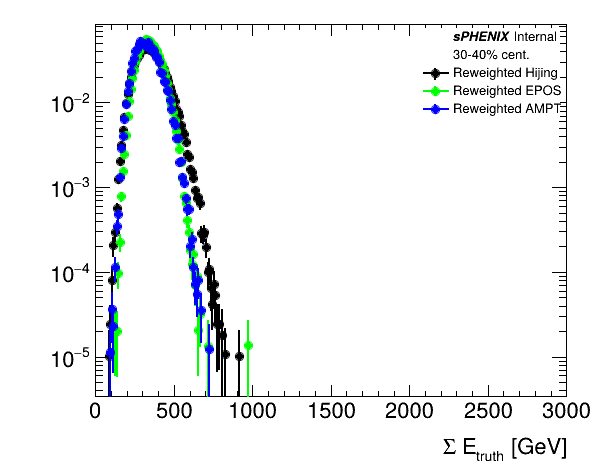 sPHENIX Internal
30-40% cent.
Reweighted Hijing
Reweighted EPOS
Reweighted AMPT
10−2
10−3
10−4
10−5
0 500 1000 1500 2000 2500 3000
Σ Etruth [GeV]